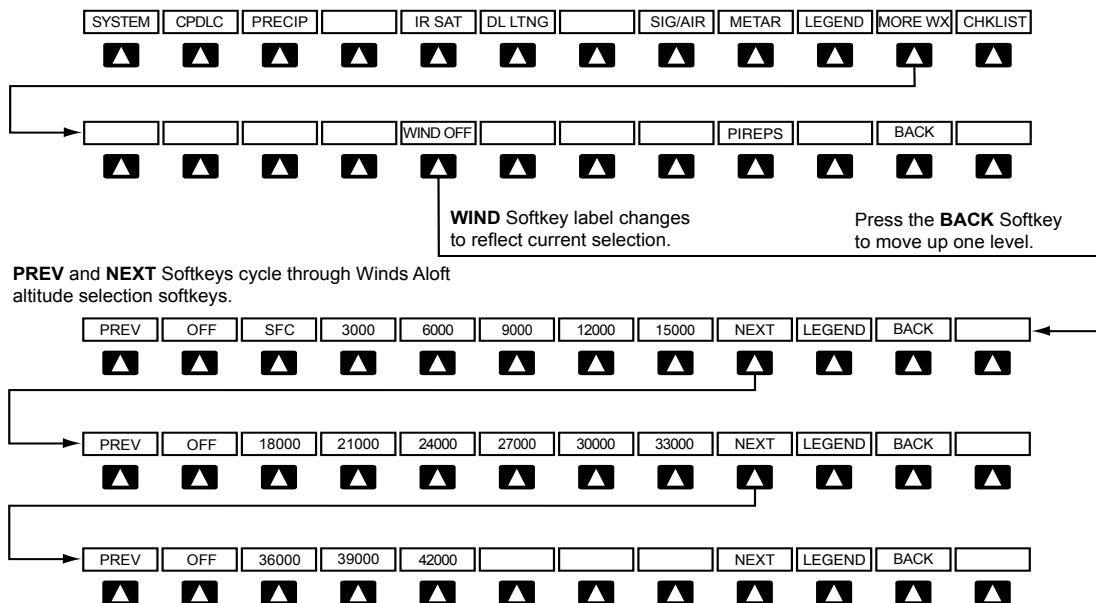 SYSTEM CPDLC PRECIP IR SAT DL LTNG SIG/AIR METAR LEGEND MORE WX CHKLIST
WIND OFF PIREPS BACK
WIND Softkey label changes
to reflect current selection.
Press the BACK Softkey
to move up one level.
PREV and NEXT Softkeys cycle through Winds Aloft
altitude selection softkeys.
PREV OFF SFC 3000 6000 9000 12000 15000 NEXT LEGEND BACK
PREV OFF 18000 21000 24000 27000 30000 33000 NEXT LEGEND BACK
PREV OFF 36000 39000 42000 NEXT LEGEND BACK